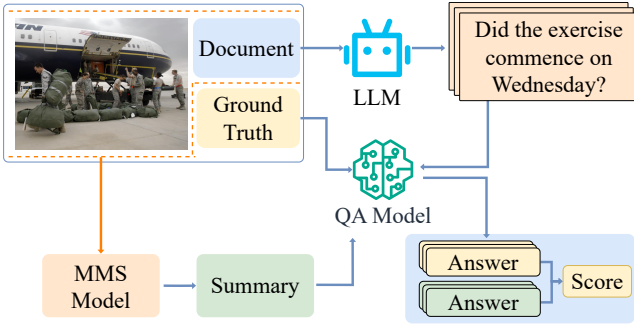 Document
Ground
Truth
LLM
Did the exercise
commence on
Wednesday?
QA Model
MMS
Model
Summary
Answer
Answer
Score